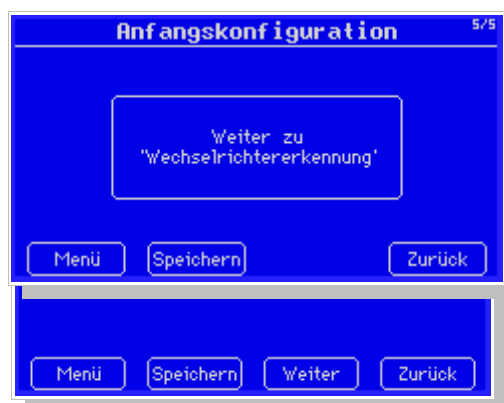 Anfangskonfiguration 5/5
Weiter zu
'Wechselrichtererkennung'
Menü Speichern Zurück
Menü Speichern Weiter Zurück